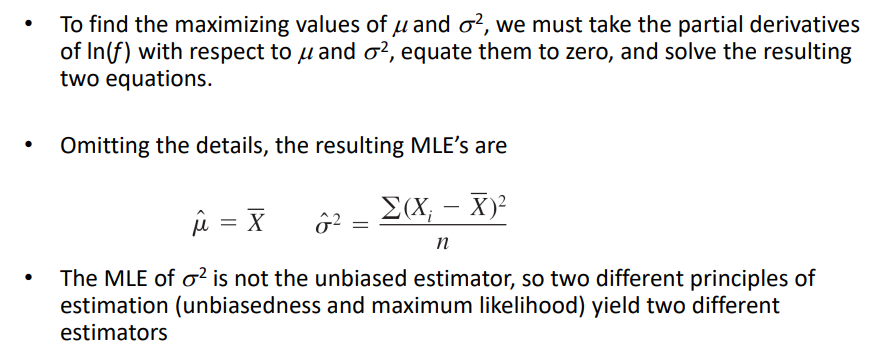 • To find the maximizing values of μ and σ², we must take the partial derivatives
of ln(f) with respect to μ and σ², equate them to zero, and solve the resulting
two equations.
• Omitting the details, the resulting MLE’s are
μ̂ = X̅  σ̂² = Σ(Xᵢ − X̅)² / n
• The MLE of σ² is not the unbiased estimator, so two different principles of
estimation (unbiasedness and maximum likelihood) yield two different
estimators